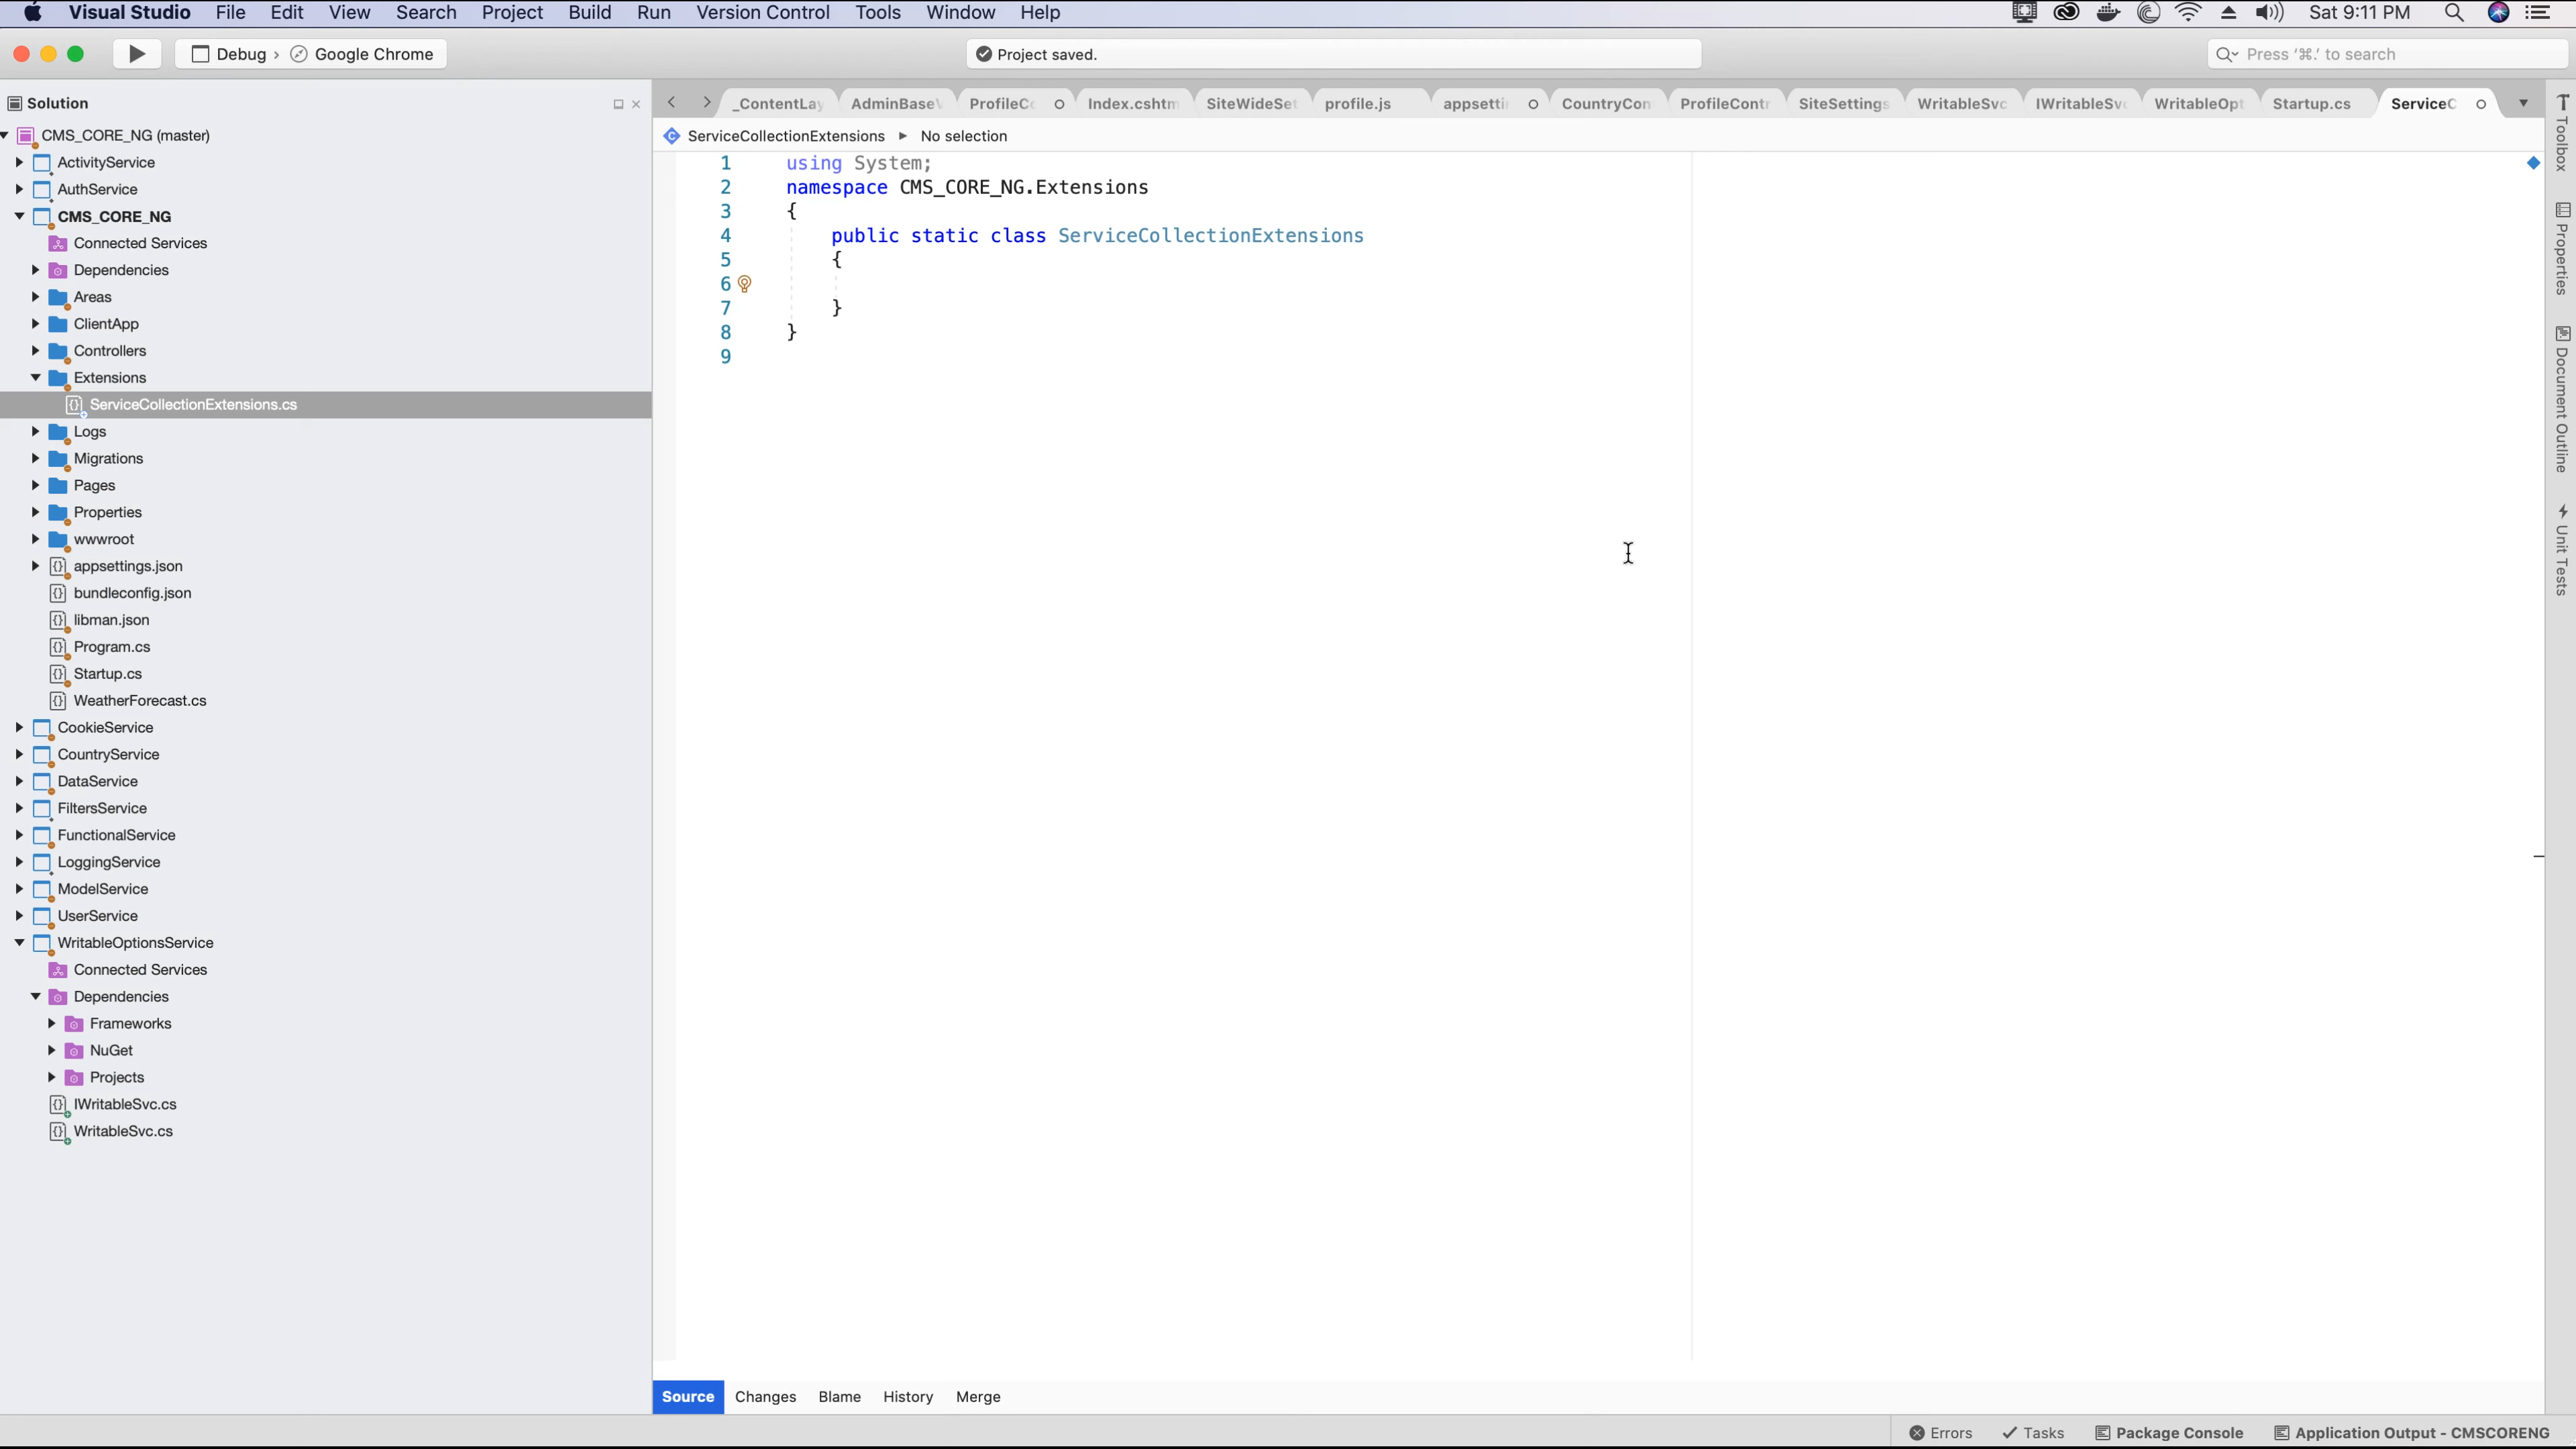 Visual Studio File Edit View Search Project Build Run Version Control Tools Window Help Sat 9:11 PM
Debug › Google Chrome Project saved. Press '⌘.' to search
Solution
_ContentLay AdminBaseV ProfileCo Index.cshtm SiteWideSet profile.js appsetti CountryCon ProfileContr SiteSettings WritableSvc IWritableSvc WritableOpt Startup.cs ServiceC
ServiceCollectionExtensions ▸ No selection
CMS_CORE_NG (master)
ActivityService
AuthService
CMS_CORE_NG
Connected Services
Dependencies
Areas
ClientApp
Controllers
Extensions
ServiceCollectionExtensions.cs
Logs
Migrations
Pages
Properties
wwwroot
appsettings.json
bundleconfig.json
libman.json
Program.cs
Startup.cs
WeatherForecast.cs
CookieService
CountryService
DataService
FiltersService
FunctionalService
LoggingService
ModelService
UserService
WritableOptionsService
Connected Services
Dependencies
Frameworks
NuGet
Projects
IWritableSvc.cs
WritableSvc.cs
1 using System;
2 namespace CMS_CORE_NG.Extensions
3 {
4 public static class ServiceCollectionExtensions
5 {
6
7 }
8 }
9
Toolbox
Properties
Document Outline
Unit Tests
Source Changes Blame History Merge
Errors Tasks Package Console Application Output - CMSCORENG